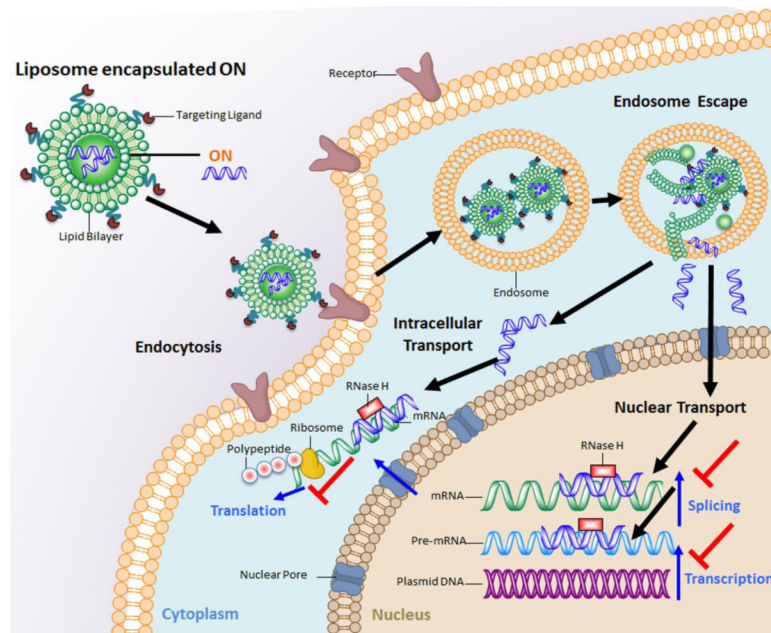 Liposome encapsulated ON
Receptor
Targeting Ligand
ON
Lipid Bilayer
Endosome Escape
Endosome
Endocytosis
Intracellular
Transport
RNase H
mRNA
Ribosome
Polypeptide
Translation
Nuclear Transport
RNase H
mRNA
Splicing
Pre-mRNA
Plasmid DNA
Transcription
Nuclear Pore
Cytoplasm
Nucleus